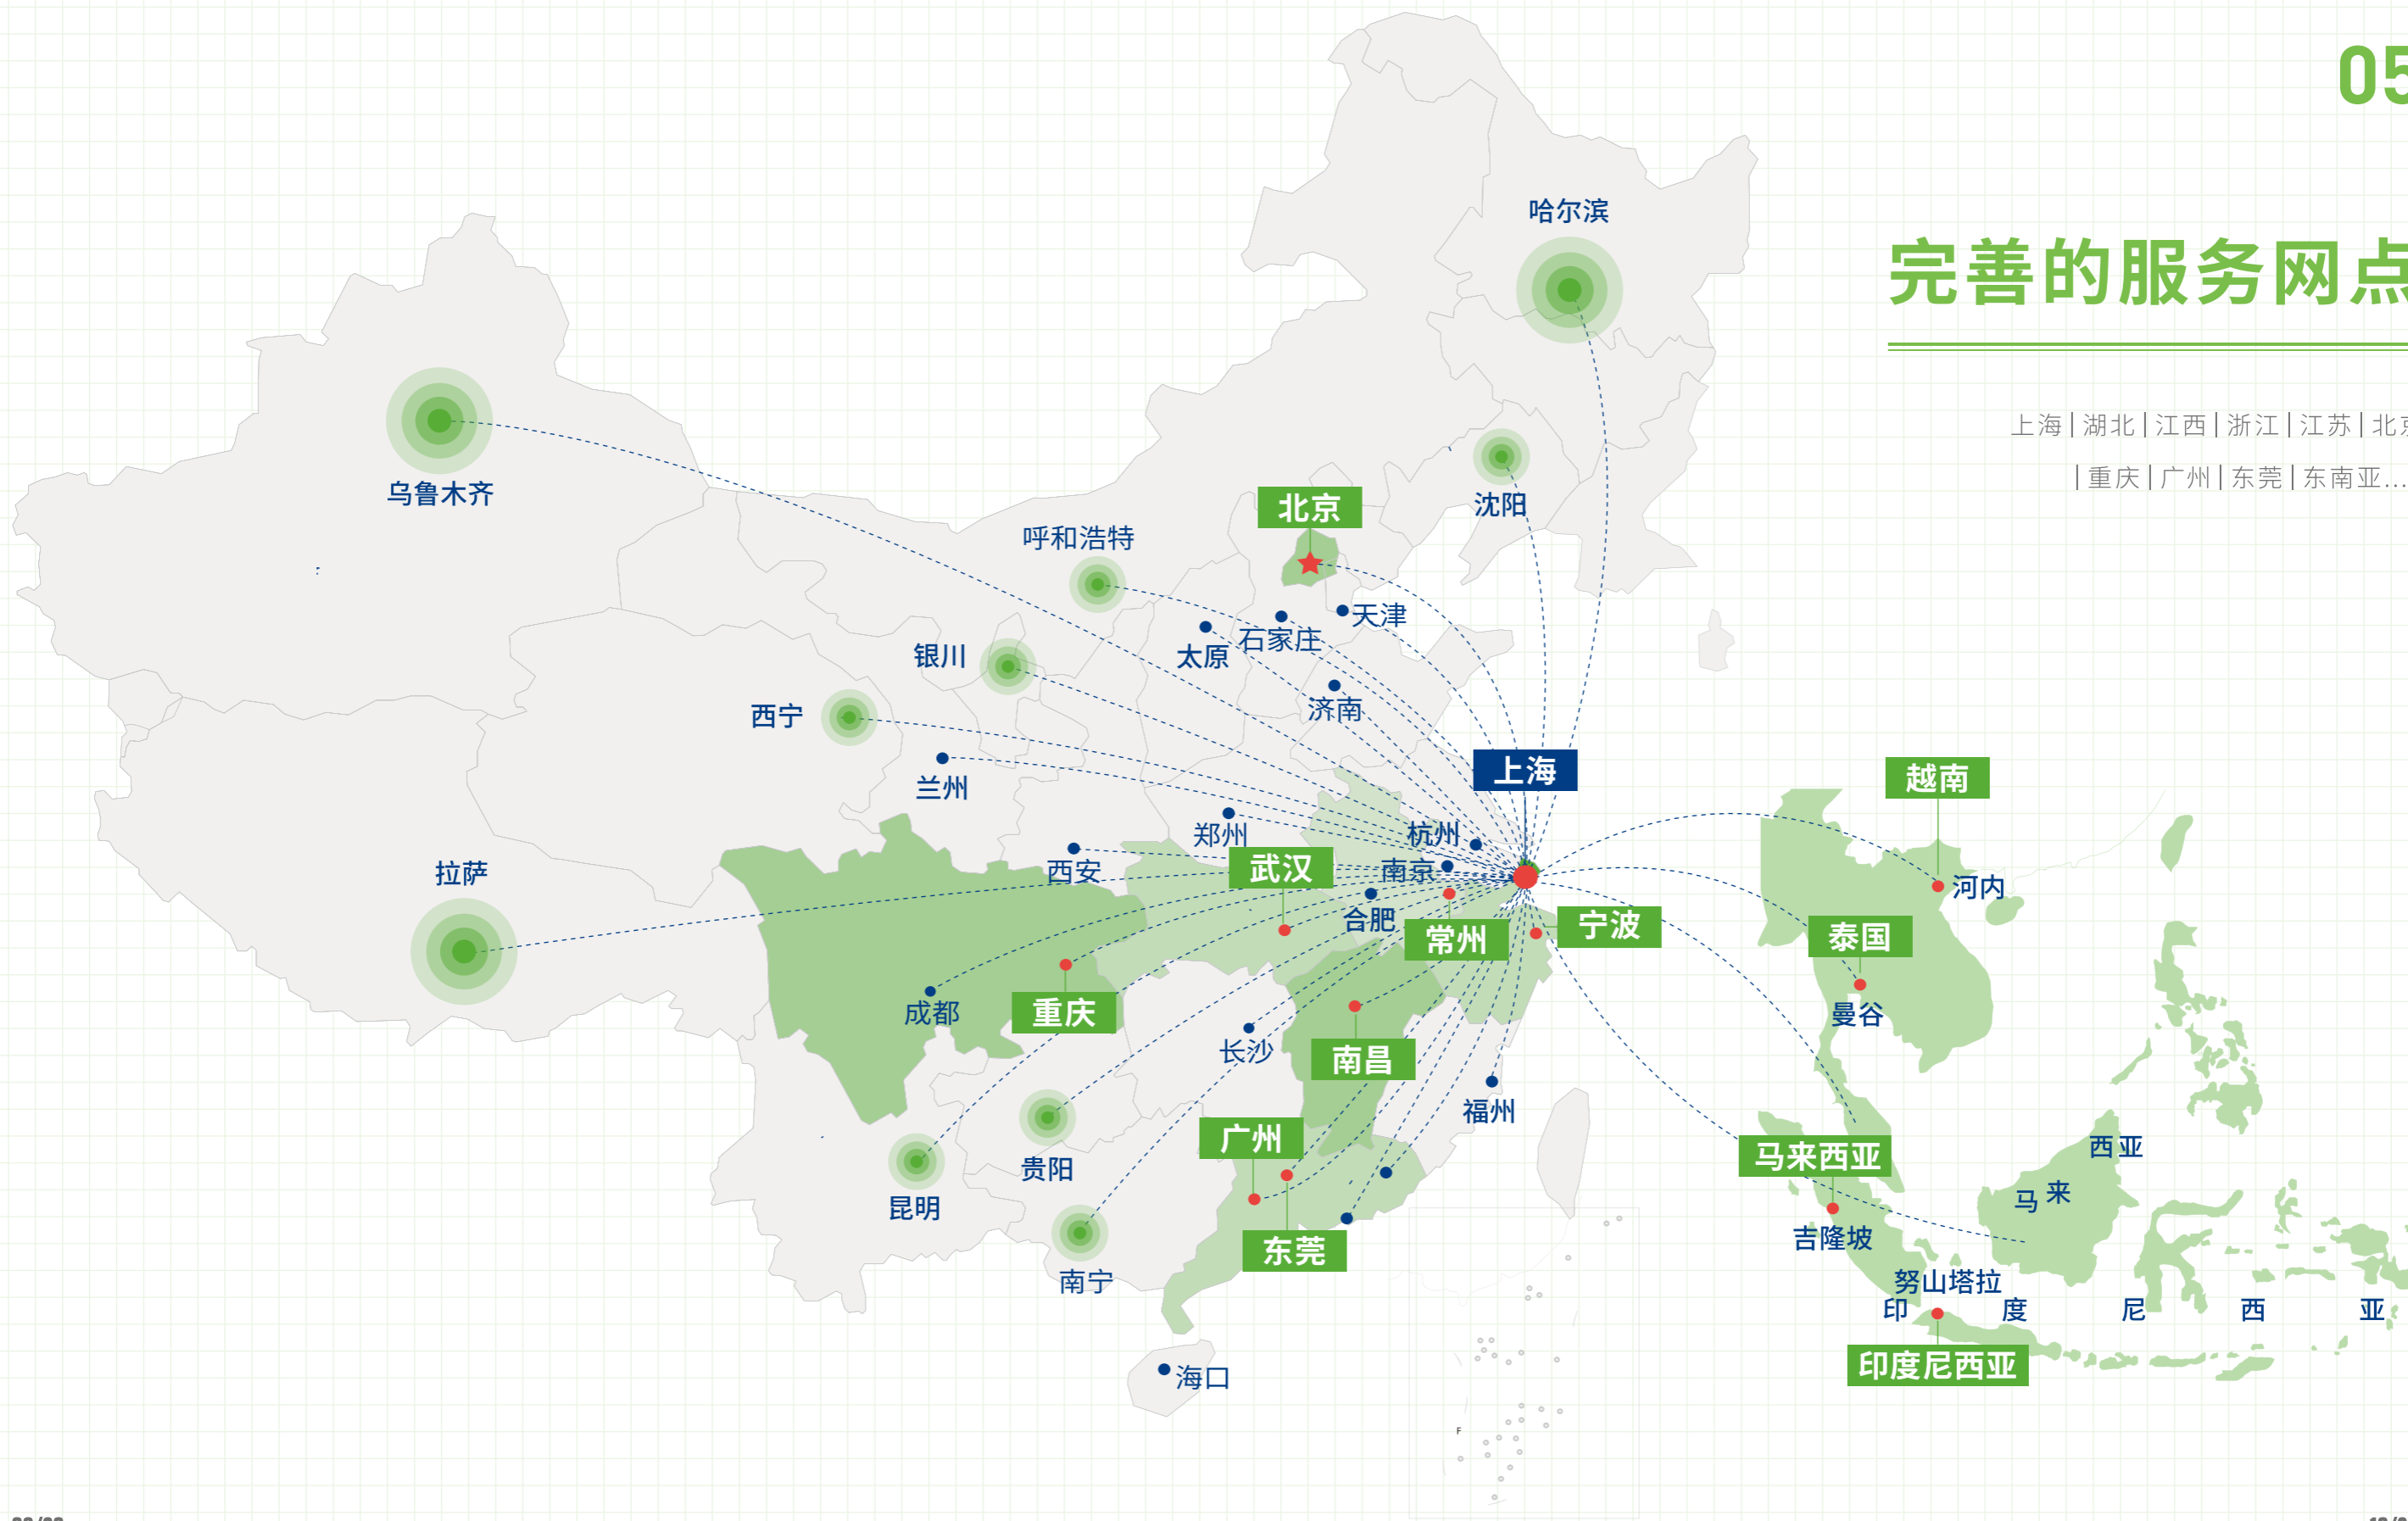 05
哈尔滨
完善的服务网点
上海|湖北|江西|浙江|江苏|北京
|重庆|广州|东莞|东南亚...
乌鲁木齐
沈阳
北京
呼和浩特
天津
石家庄
太原
银川
济南
西宁
上海
兰州
越南
郑州
杭州
武汉
西安
南京
拉萨
河内
合肥
宁波
常州
泰国
成都
重庆
曼谷
长沙
南昌
福州
广州
西亚
马来西亚
贵阳
马 来
昆明
吉隆坡
东莞
南宁
努山塔拉
印 度 尼 西 亚
印度尼西亚
海口
F